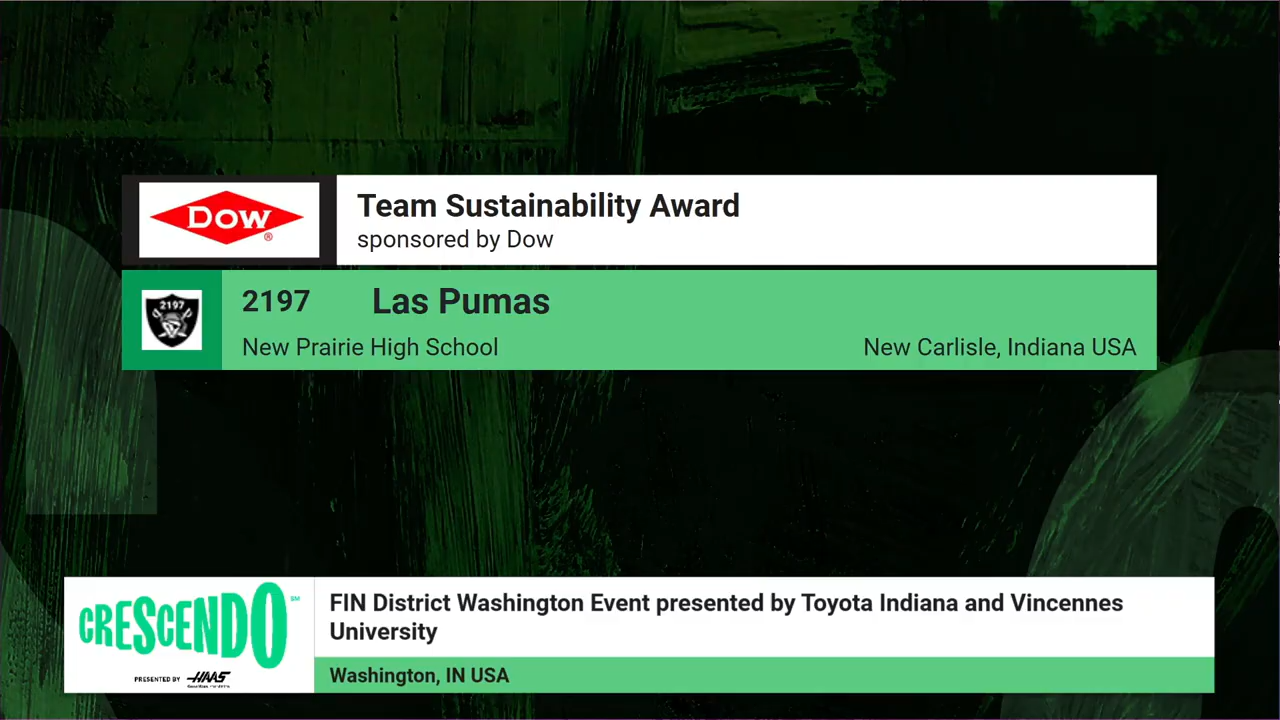 DOW
®
Team Sustainability Award
sponsored by Dow
2197
2197 Las Pumas
New Prairie High School New Carlisle, Indiana USA
CRESCENDO SM
PRESENTED BY HAAS
FIN District Washington Event presented by Toyota Indiana and Vincennes
University
Washington, IN USA